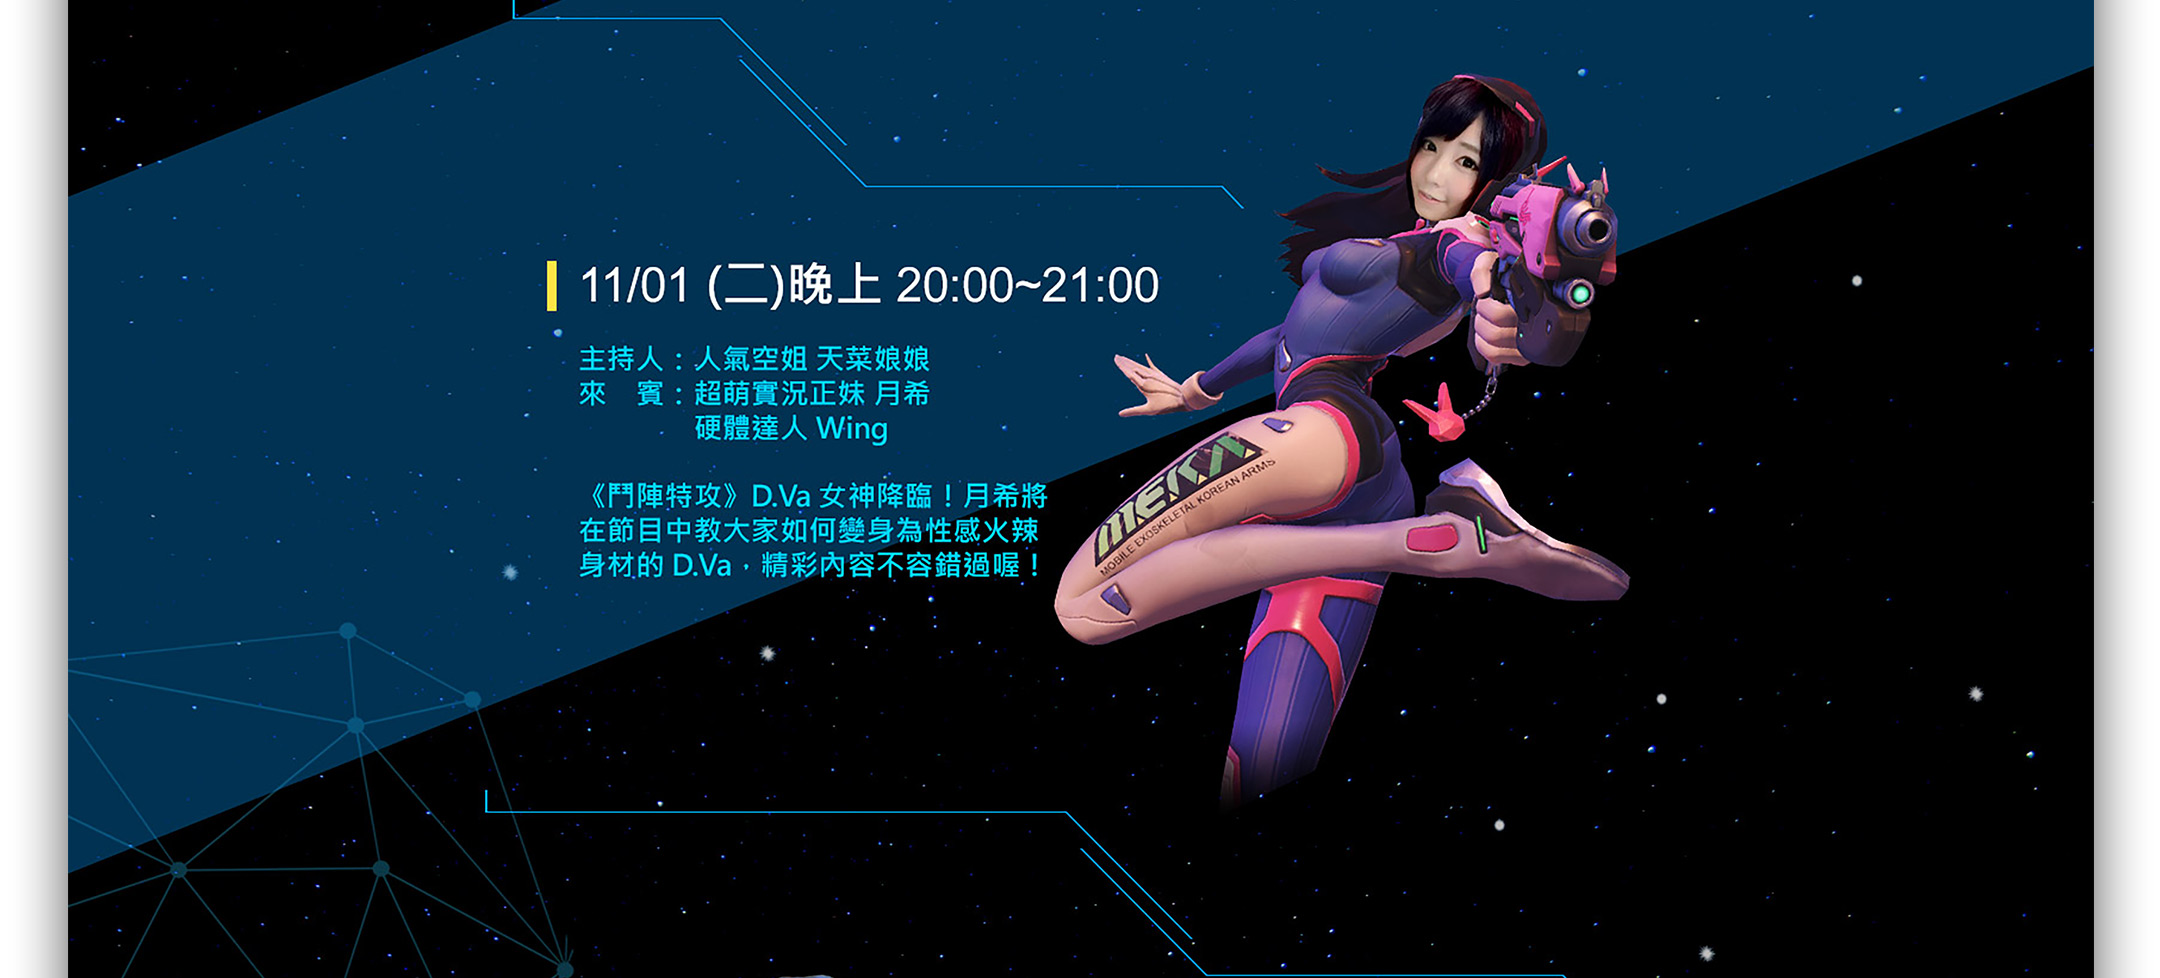 11/01 (二)晚上 20:00~21:00
主持人：人氣空姐 天菜娘娘
來　賓：超萌實況正妹 月希
硬體達人 Wing
《鬥陣特攻》D.Va 女神降臨！月希將
在節目中教大家如何變身為性感火辣
身材的 D.Va，精彩內容不容錯過喔！
MEKA
MOBILE EXOSKELETAL KOREAN ARMS